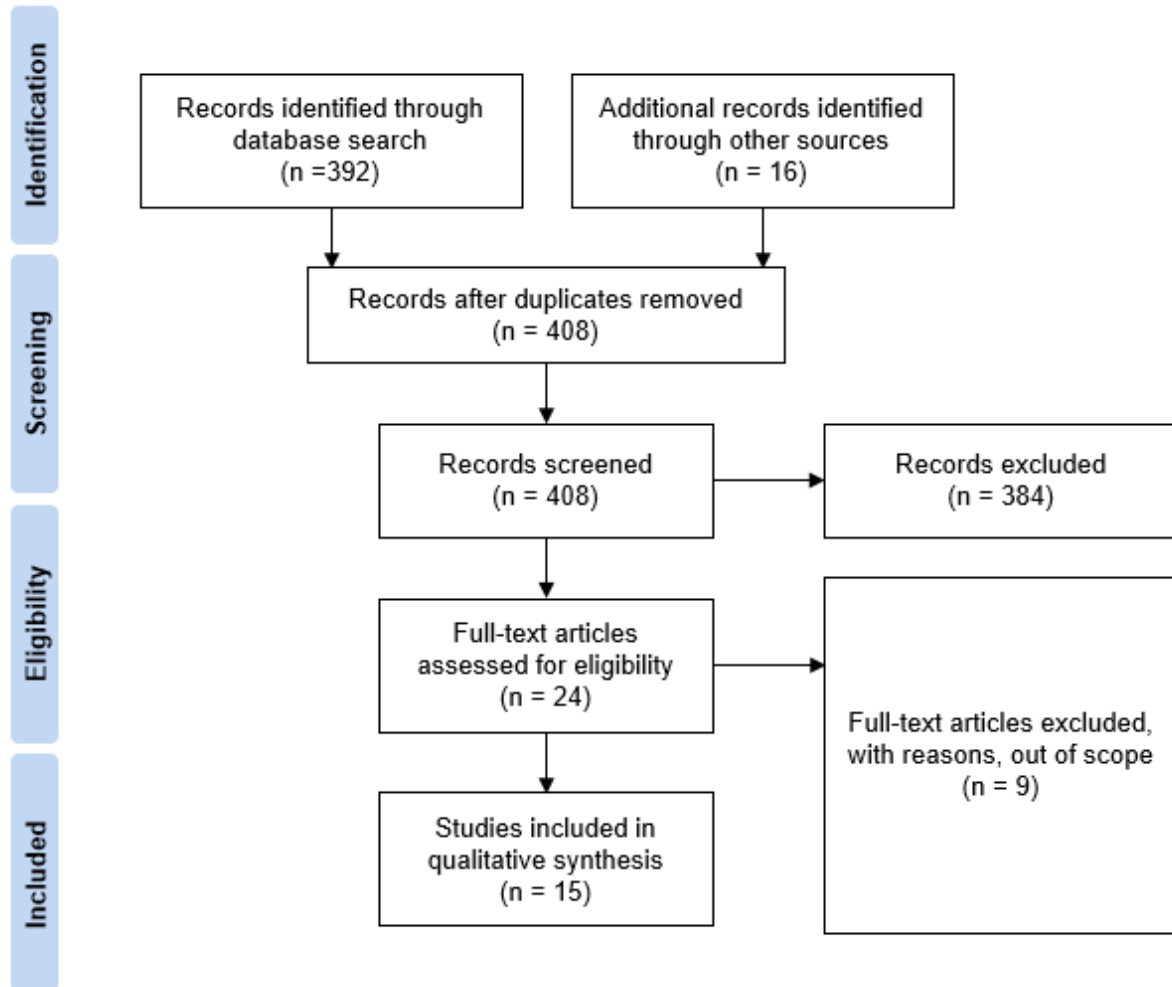 Identification
Records identified through
database search
(n =392)
Additional records identified
through other sources
(n = 16)
Screening
Records after duplicates removed
(n = 408)
Records screened
(n = 408)
Records excluded
(n = 384)
Eligibility
Full-text articles
assessed for eligibility
(n = 24)
Full-text articles excluded,
with reasons, out of scope
(n = 9)
Included
Studies included in
qualitative synthesis
(n = 15)